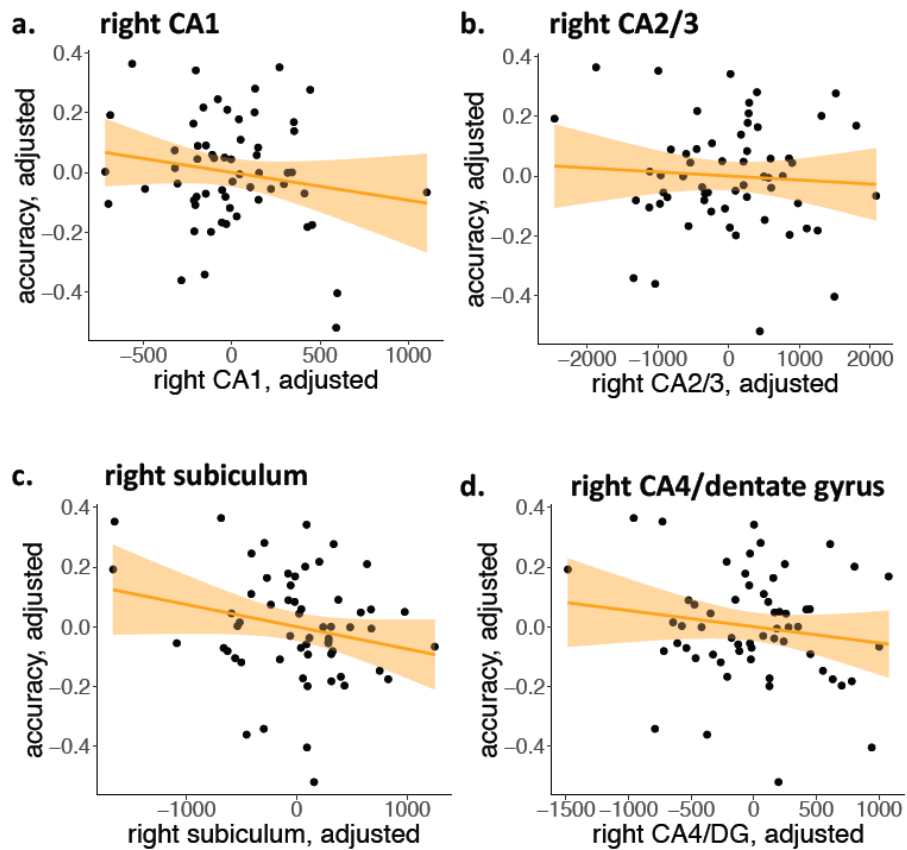 a. right CA1
0.4
0.2
0.0
−0.2
−0.4
accuracy, adjusted
−500 0 500 1000
right CA1, adjusted
b. right CA2/3
0.4
0.2
0.0
−0.2
−0.4
accuracy, adjusted
−2000 −1000 0 1000 2000
right CA2/3, adjusted
c. right subiculum
0.4
0.2
0.0
−0.2
−0.4
accuracy, adjusted
−1000 0 1000
right subiculum, adjusted
d. right CA4/dentate gyrus
0.4
0.2
0.0
−0.2
−0.4
accuracy, adjusted
−1500 −1000 −500 0 500 1000
right CA4/DG, adjusted